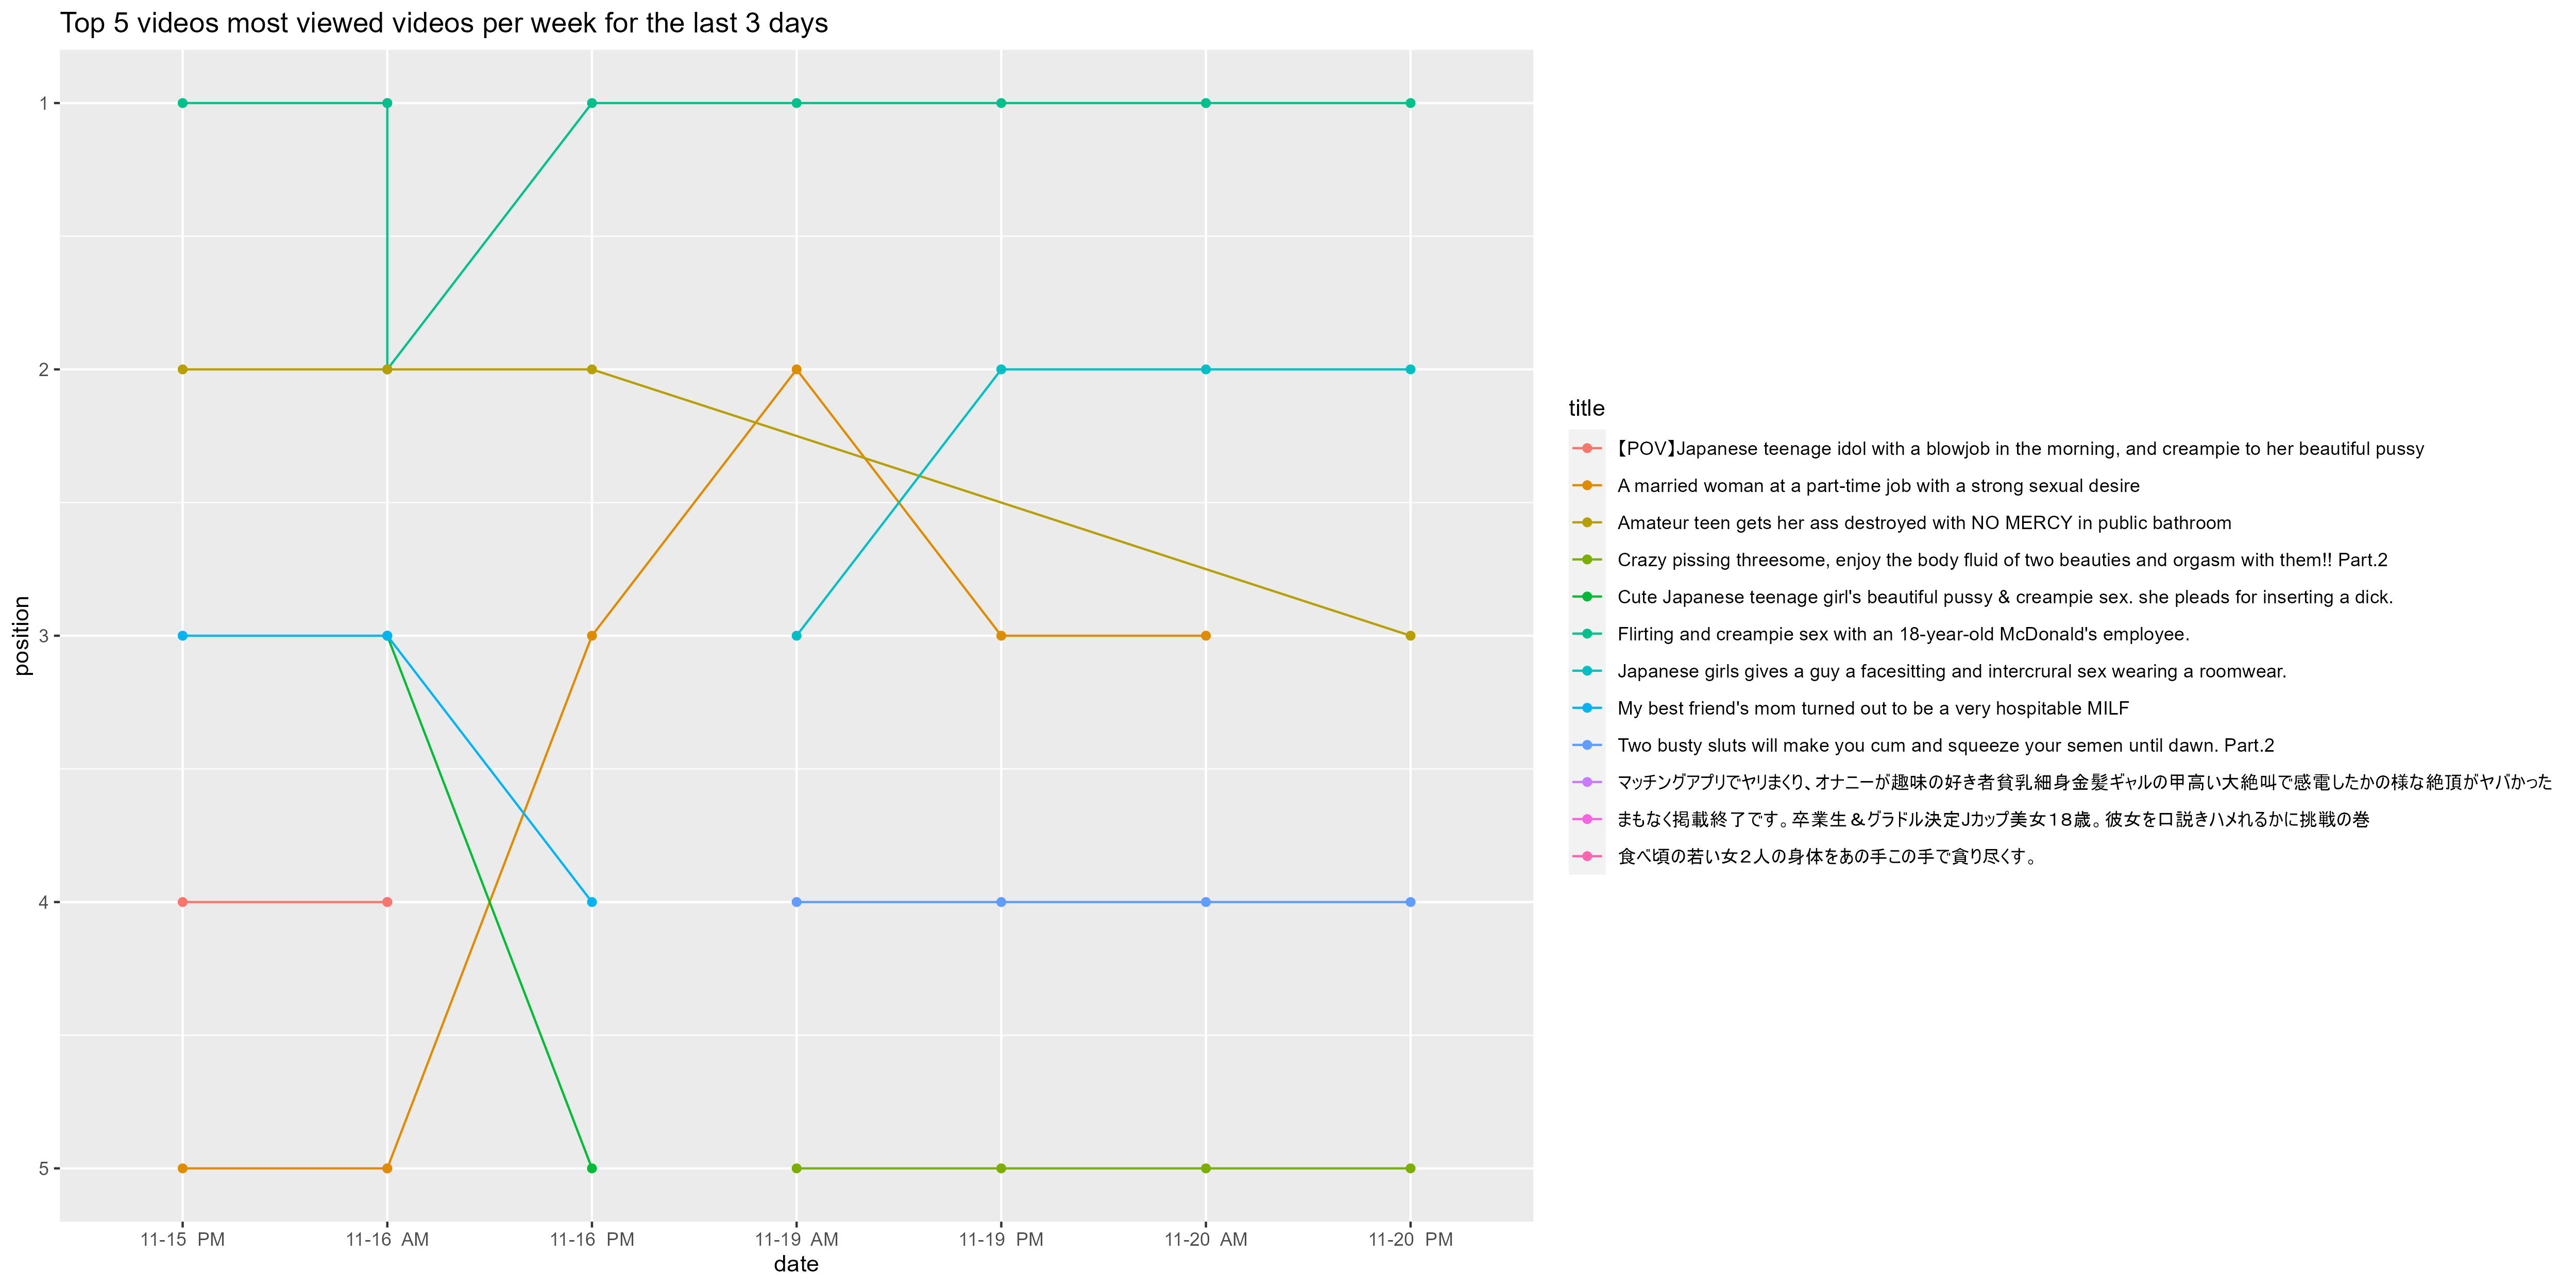 Top 5 videos most viewed videos per week for the last 3 days
1
2
3
4
5
position
11-15 PM
11-16 AM
11-16 PM
11-19 AM
11-19 PM
11-20 AM
11-20 PM
date
title
【POV】Japanese teenage idol with a blowjob in the morning, and creampie to her beautiful pussy
A married woman at a part-time job with a strong sexual desire
Amateur teen gets her ass destroyed with NO MERCY in public bathroom
Crazy pissing threesome, enjoy the body fluid of two beauties and orgasm with them!! Part.2
Cute Japanese teenage girl's beautiful pussy & creampie sex. she pleads for inserting a dick.
Flirting and creampie sex with an 18-year-old McDonald's employee.
Japanese girls gives a guy a facesitting and intercrural sex wearing a roomwear.
My best friend's mom turned out to be a very hospitable MILF
Two busty sluts will make you cum and squeeze your semen until dawn. Part.2
マッチングアプリでヤリまくり、オナニーが趣味の好き者貧乳細身金髪ギャルの甲高い大絶叫で感電したかの様な絶頂がヤバかった
まもなく掲載終了です。卒業生＆グラドル決定Jカップ美女１８歳。彼女を口説きハメれるかに挑戦の巻
食べ頃の若い女２人の身体をあの手この手で貪り尽くす。